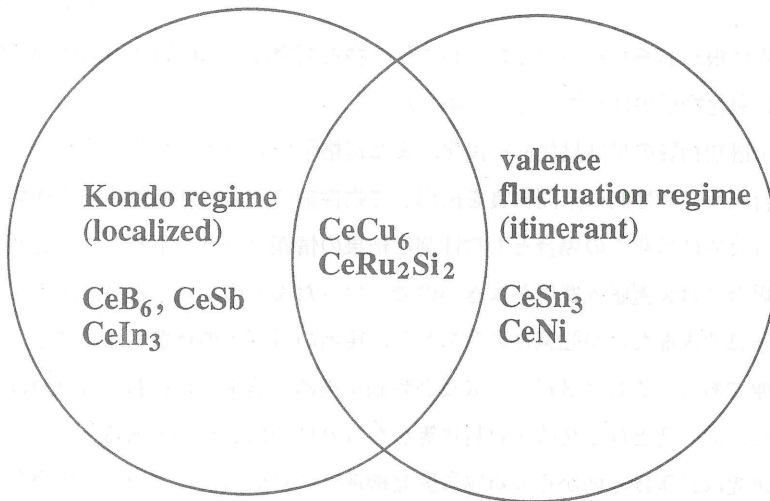 Kondo regime
(localized)
CeB₆, CeSb
CeIn₃
CeCu₆
CeRu₂Si₂
valence
fluctuation regime
(itinerant)
CeSn₃
CeNi